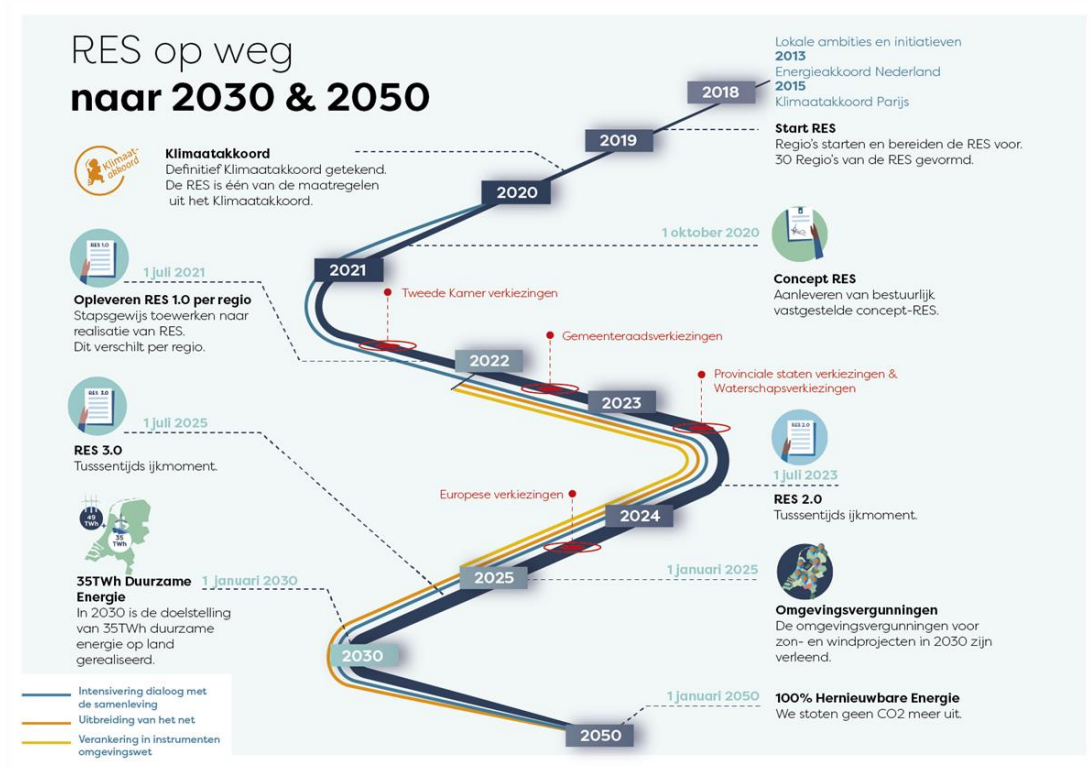 RES op weg
naar 2030 & 2050
Lokale ambities en initiatieven
2013
Energieakkoord Nederland
2015
Klimaatakkoord Parijs
2018
Start RES
Regio's starten en bereiden de RES voor.
30 Regio's van de RES gevormd.
2019
Klimaat-
akkoord
Klimaatakkoord
Definitief Klimaatakkoord getekend.
De RES is één van de maatregelen
uit het Klimaatakkoord.
2020
1 oktober 2020
Concept RES
Aanleveren van bestuurlijk
vastgestelde concept-RES.
RES 1.0
1 juli 2021
Opleveren RES 1.0 per regio
Stapsgewijs toewerken naar
realisatie van RES.
Dit verschilt per regio.
2021
Tweede Kamer verkiezingen
2022
Gemeenteraadsverkiezingen
2023
Provinciale staten verkiezingen &
Waterschapsverkiezingen
RES 3.0
1 juli 2025
RES 3.0
Tusssentijds ijkmoment.
RES 2.0
1 juli 2023
RES 2.0
Tusssentijds ijkmoment.
Europese verkiezingen
2024
49
TWh
+
35
TWh
1 januari 2030
35TWh Duurzame
Energie
In 2030 is de doelstelling
van 35TWh duurzame
energie op land
gerealiseerd.
2025
1 januari 2025
Omgevingsvergunningen
De omgevingsvergunningen voor
zon- en windprojecten in 2030 zijn
verleend.
2030
1 januari 2050
100% Hernieuwbare Energie
We stoten geen CO2 meer uit.
2050
Intensivering dialoog met
de samenleving
Uitbreiding van het net
Verankering in instrumenten
omgevingswet